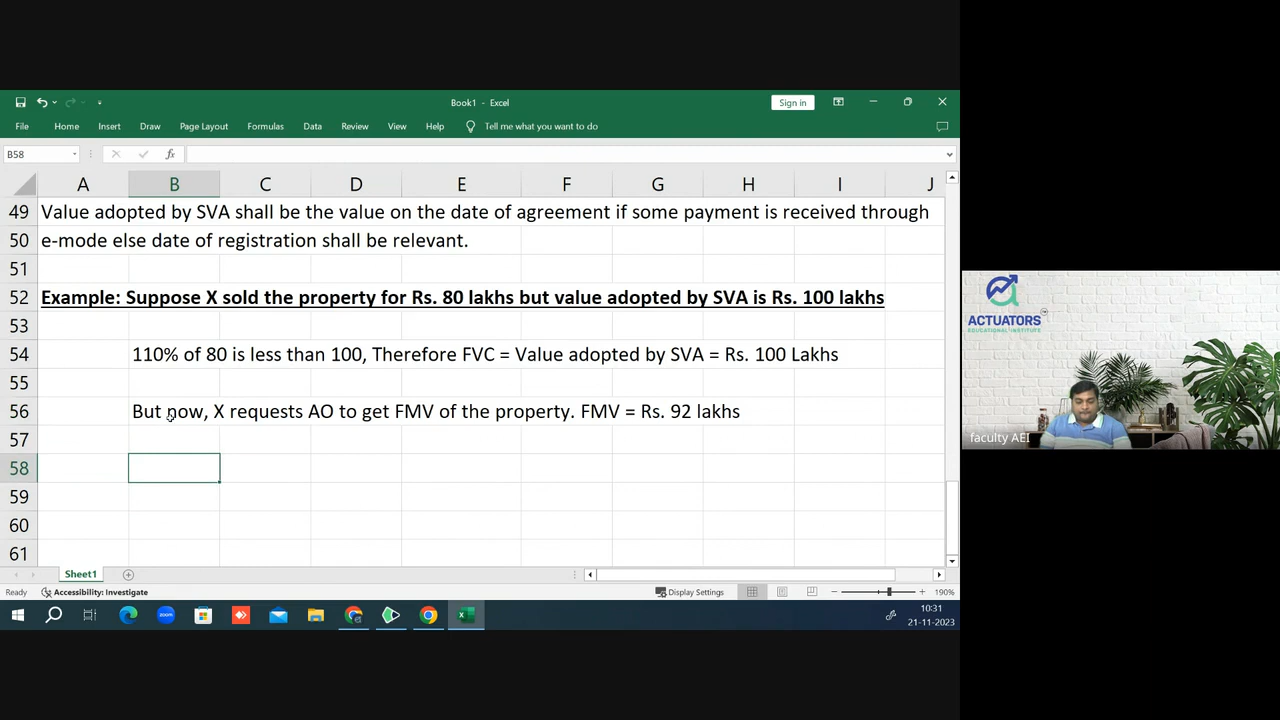 Book1 - Excel
Sign in
File Home Insert Draw Page Layout Formulas Data Review View Help Tell me what you want to do
B58 fx
A B C D E F G H I J
49 Value adopted by SVA shall be the value on the date of agreement if some payment is received through
50 e-mode else date of registration shall be relevant.
51
52 Example: Suppose X sold the property for Rs. 80 lakhs but value adopted by SVA is Rs. 100 lakhs
53
54 110% of 80 is less than 100, Therefore FVC = Value adopted by SVA = Rs. 100 Lakhs
55
56 But now, X requests AO to get FMV of the property. FMV = Rs. 92 lakhs
57
58
59
60
61
Sheet1
Ready Accessibility: Investigate Display Settings 190%
zoom
10:31
21-11-2023
ACTUATORS
EDUCATIONAL INSTITUTE
faculty AEI